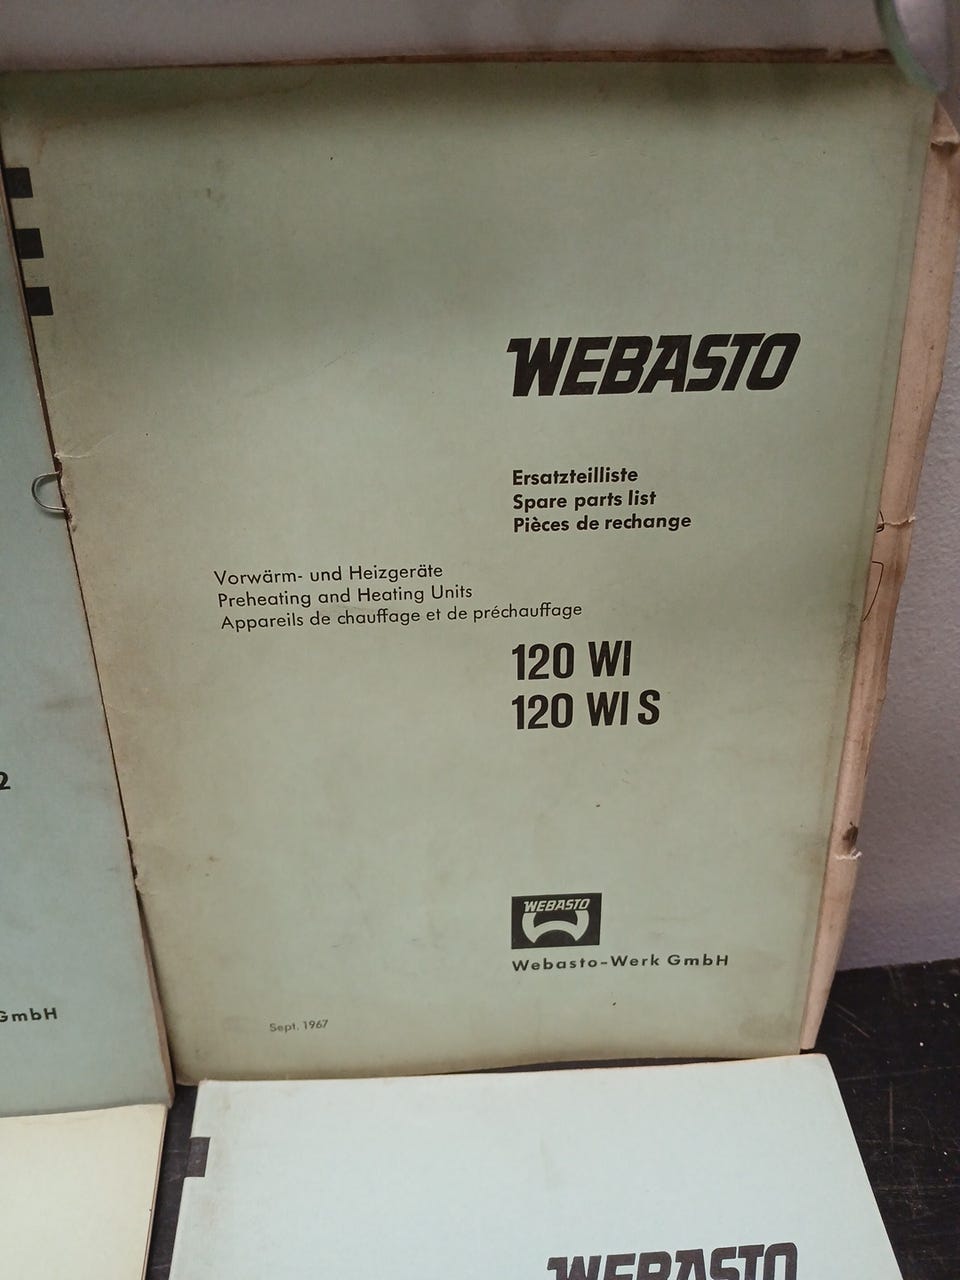 WEBASTO
Ersatzteilliste
Spare parts list
Pièces de rechange
Vorwärm- und Heizgeräte
Preheating and Heating Units
Appareils de chauffage et de préchauffage
120 WI
120 WI S
WEBASTO
Webasto-Werk GmbH
Sept. 1967
2
GmbH
WEBASTO